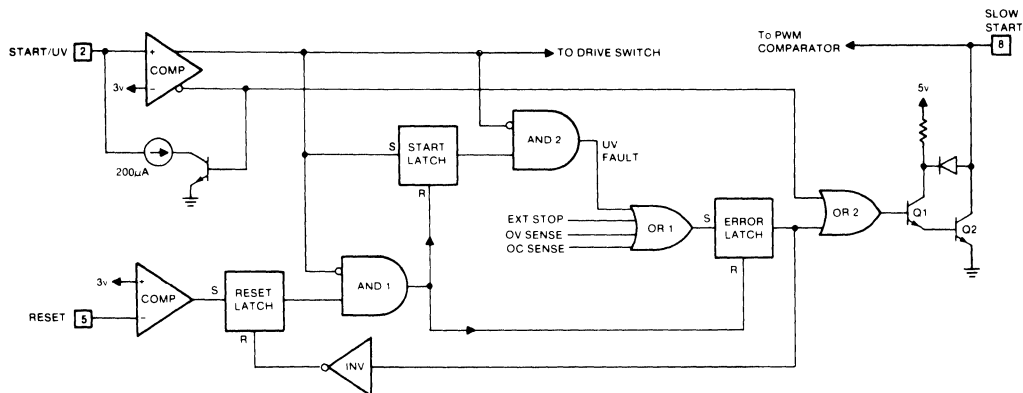 SLOW
START
START/UV 2
TO DRIVE SWITCH
TO PWM
COMPARATOR
8
+
COMP
3v
-
5v
200µA
S
START
LATCH
R
AND 2
UV
FAULT
EXT STOP
OV SENSE
OC SENSE
OR 1
S
ERROR
LATCH
R
OR 2
Q1
Q2
3v
+
COMP
-
RESET 5
S
RESET
LATCH
R
AND 1
INV